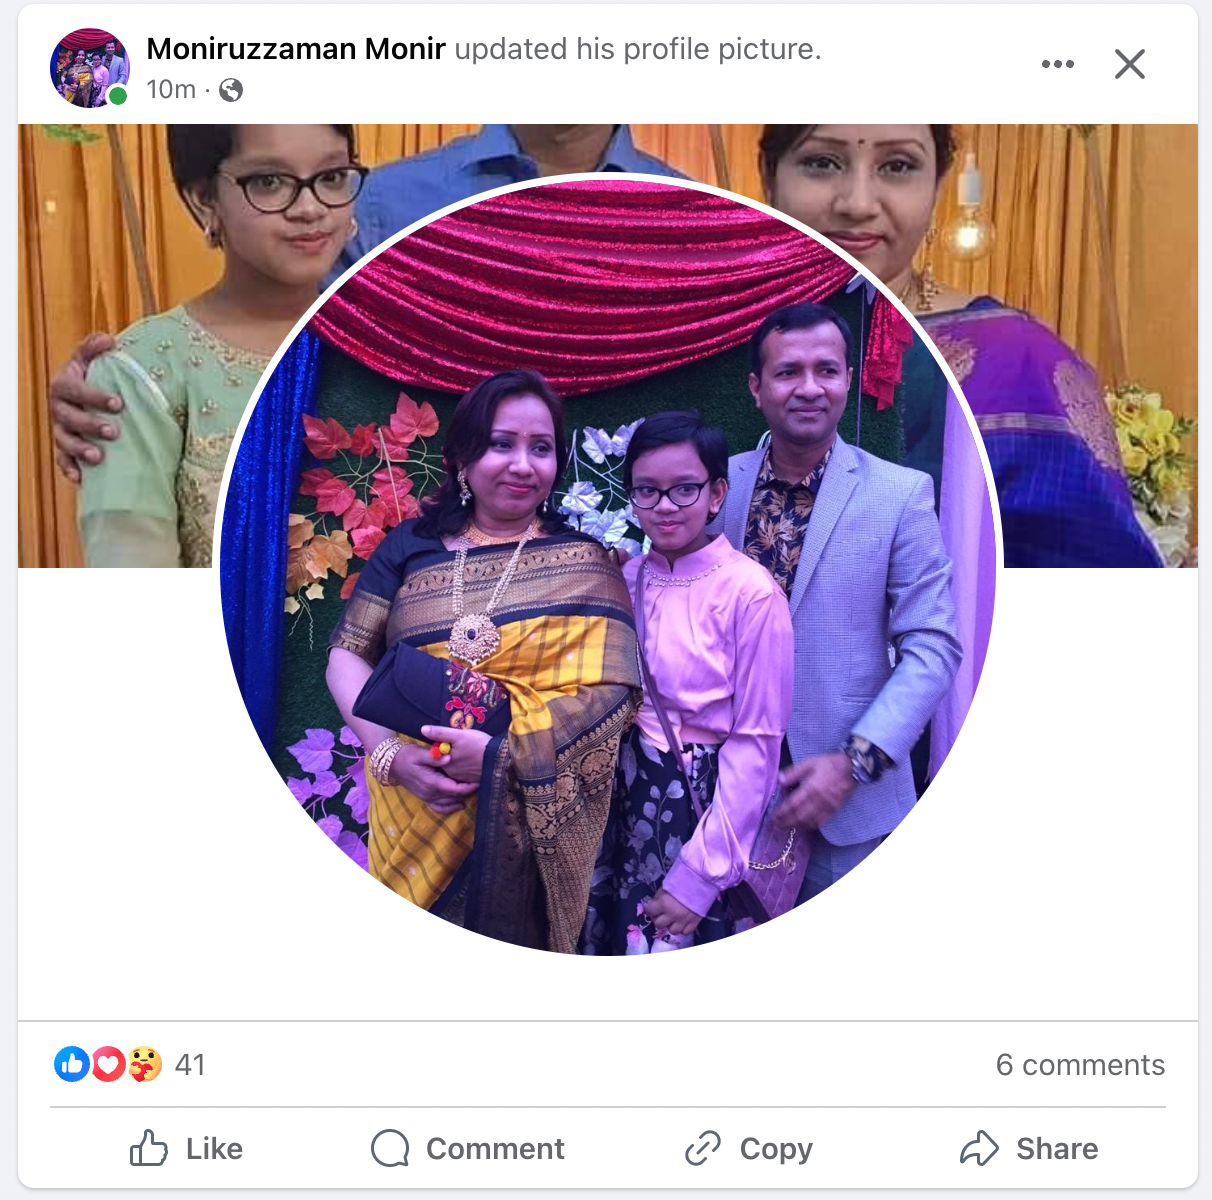 Moniruzzaman Monir updated his profile picture.
10m ·
41
6 comments
Like
Comment
Copy
Share